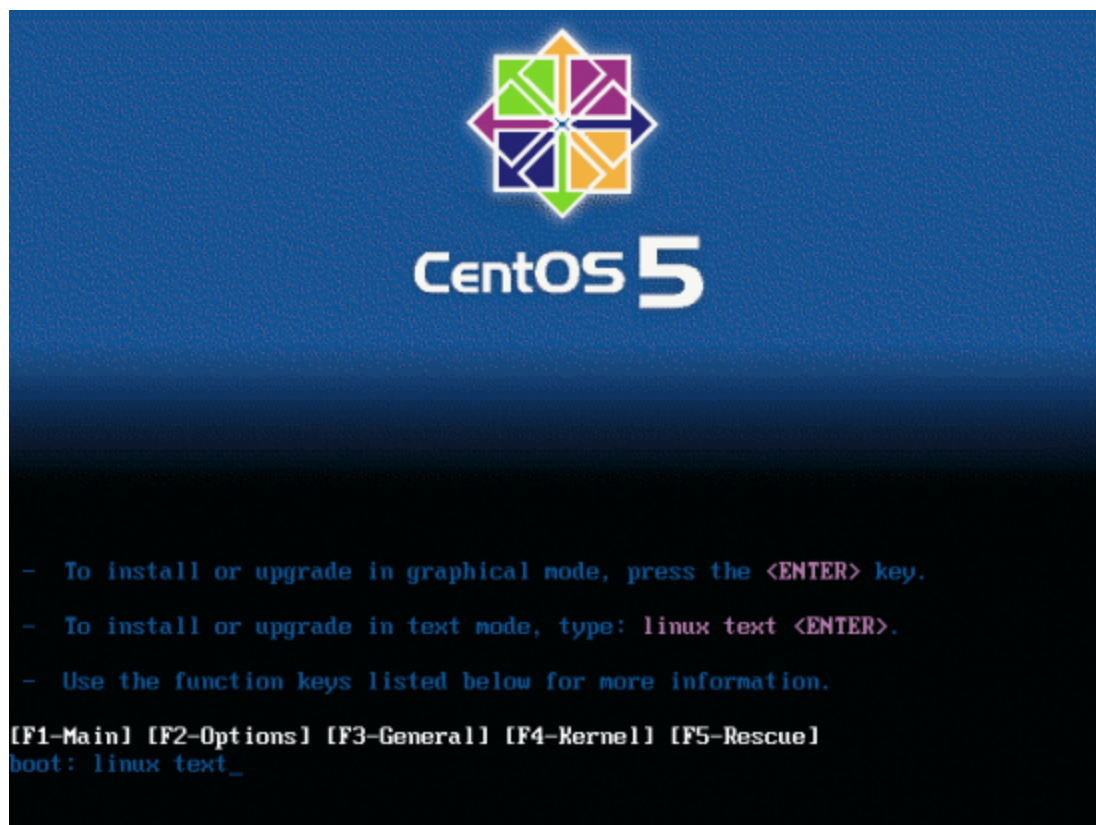 CentOS 5
- To install or upgrade in graphical mode, press the <ENTER> key.
- To install or upgrade in text mode, type: linux text <ENTER>.
- Use the function keys listed below for more information.
[F1-Main] [F2-Options] [F3-General] [F4-Kernel] [F5-Rescue]
boot: linux text_